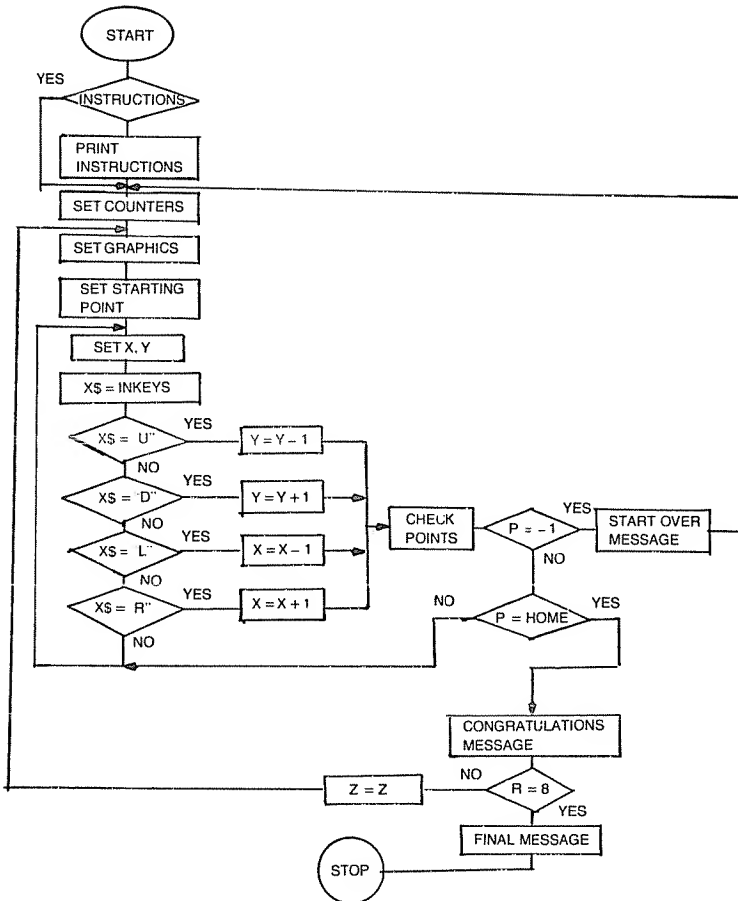 START
YES
INSTRUCTIONS
PRINT
INSTRUCTIONS
SET COUNTERS
SET GRAPHICS
SET STARTING
POINT
SET X, Y
X$ = INKEYS
X$ = U"
YES
Y = Y - 1
NO
X$ = "D"
YES
Y = Y + 1
NO
X$ = "L"
YES
X = X - 1
NO
X$ = R"
YES
X = X + 1
NO
CHECK
POINTS
P = -1
YES
START OVER
MESSAGE
NO
NO
P = HOME
YES
CONGRATULATIONS
MESSAGE
NO
Z = Z
R = 8
YES
FINAL MESSAGE
STOP